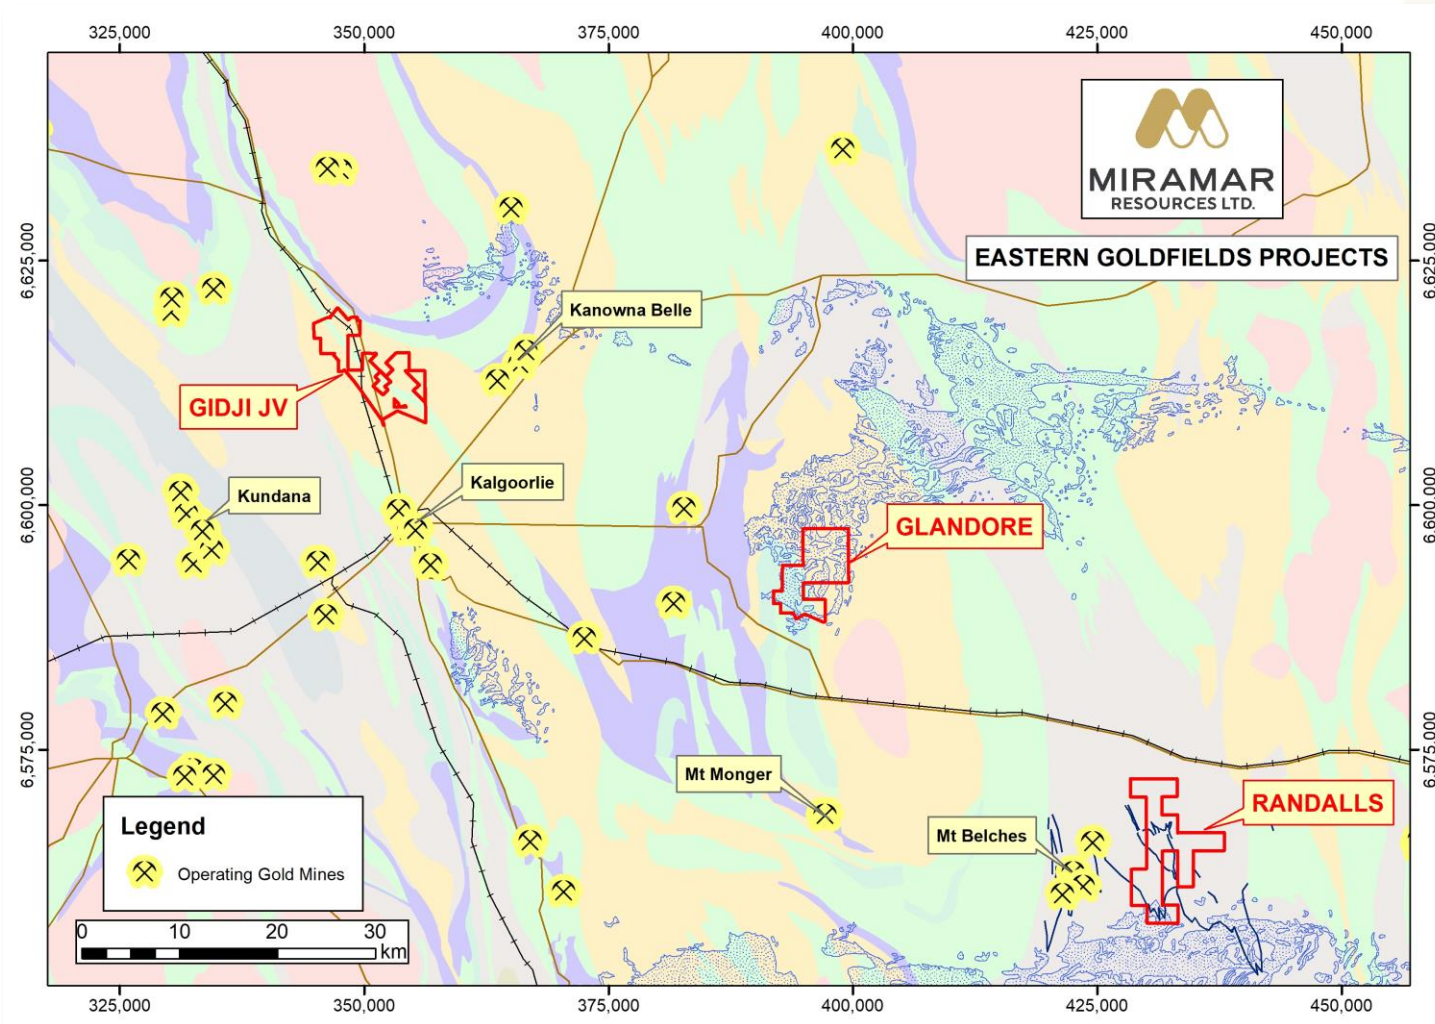 325,000
350,000
375,000
400,000
425,000
450,000
MIRAMAR
RESOURCES LTD.
EASTERN GOLDFIELDS PROJECTS
6,625,000
6,625,000
Kanowna Belle
GIDJI JV
Kundana
Kalgoorlie
6,600,000
6,600,000
GLANDORE
6,575,000
6,575,000
Mt Monger
RANDALLS
Mt Belches
Legend
Operating Gold Mines
0 10 20 30
km
325,000
350,000
375,000
400,000
425,000
450,000